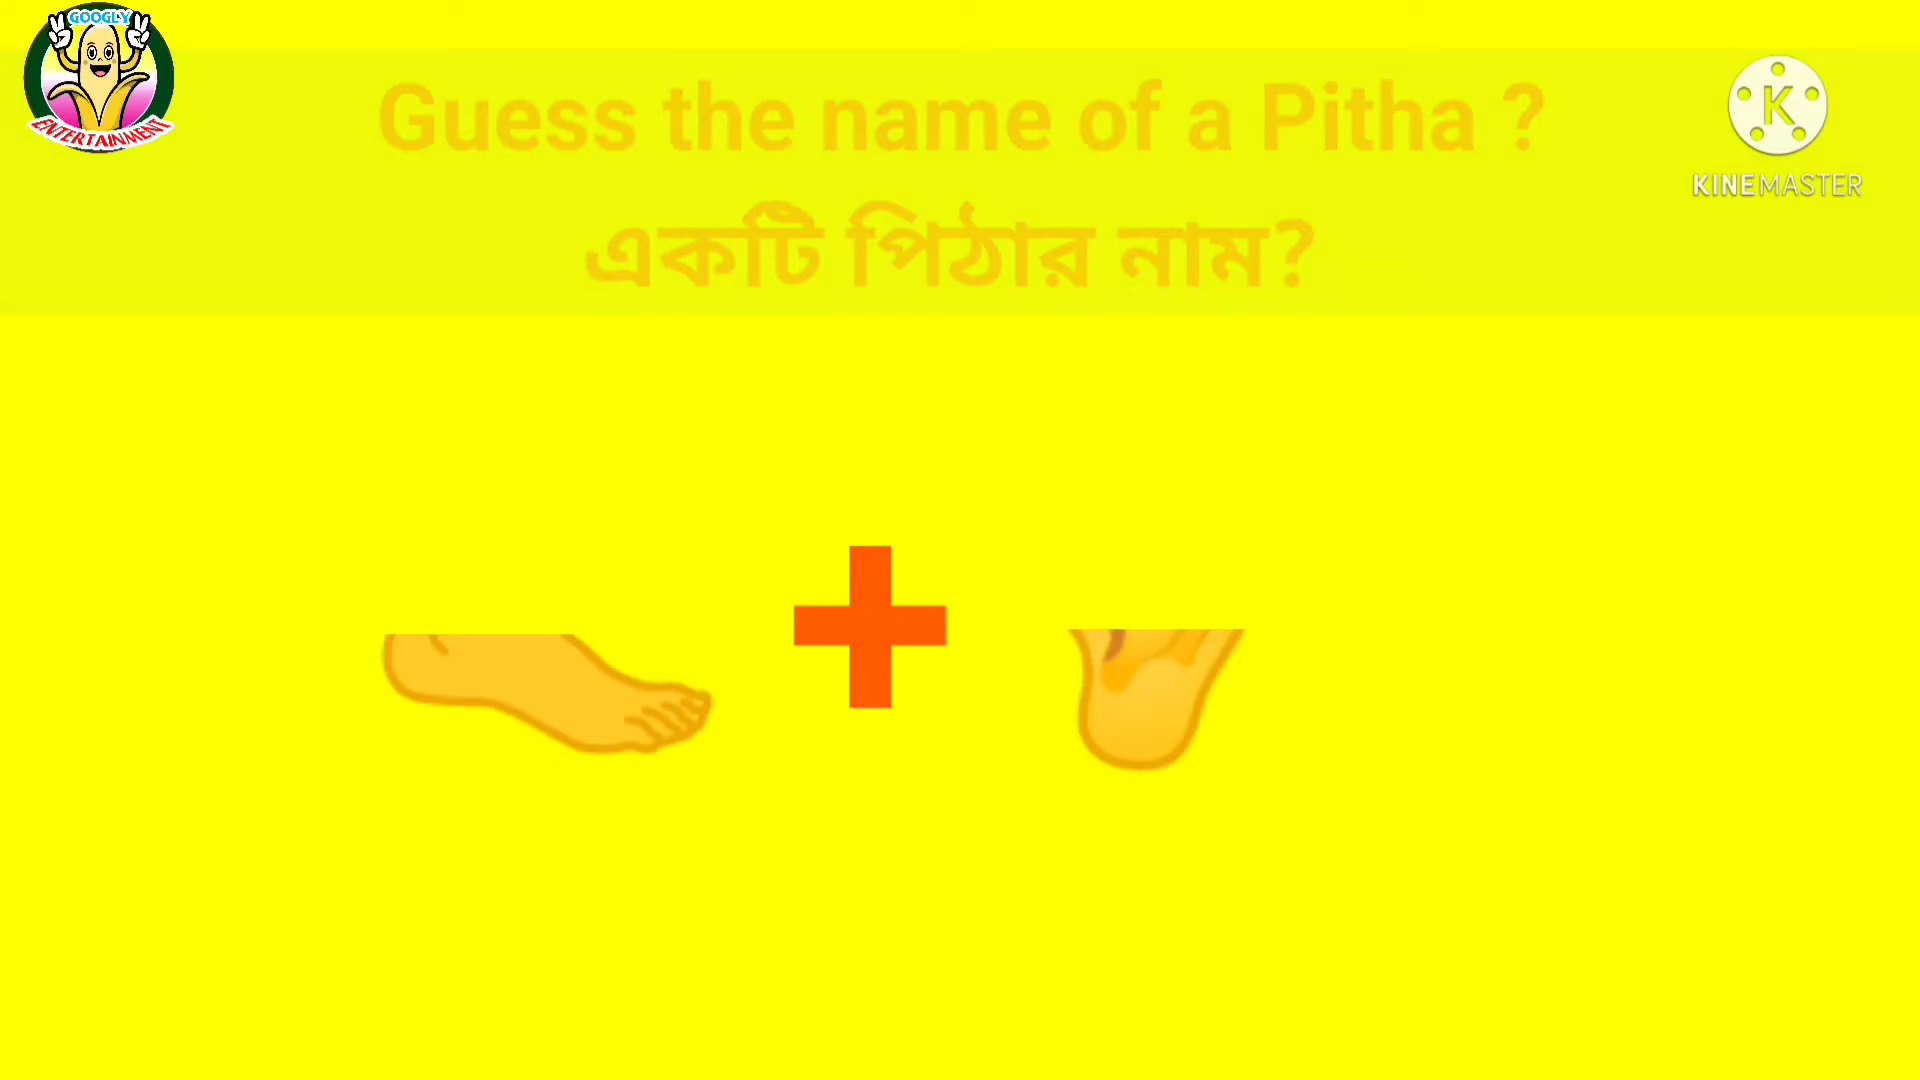 GOOGLY
ENTERTAINMENT
Guess the name of a Pitha ?
একটি পিঠার নাম?
K
KINEMASTER